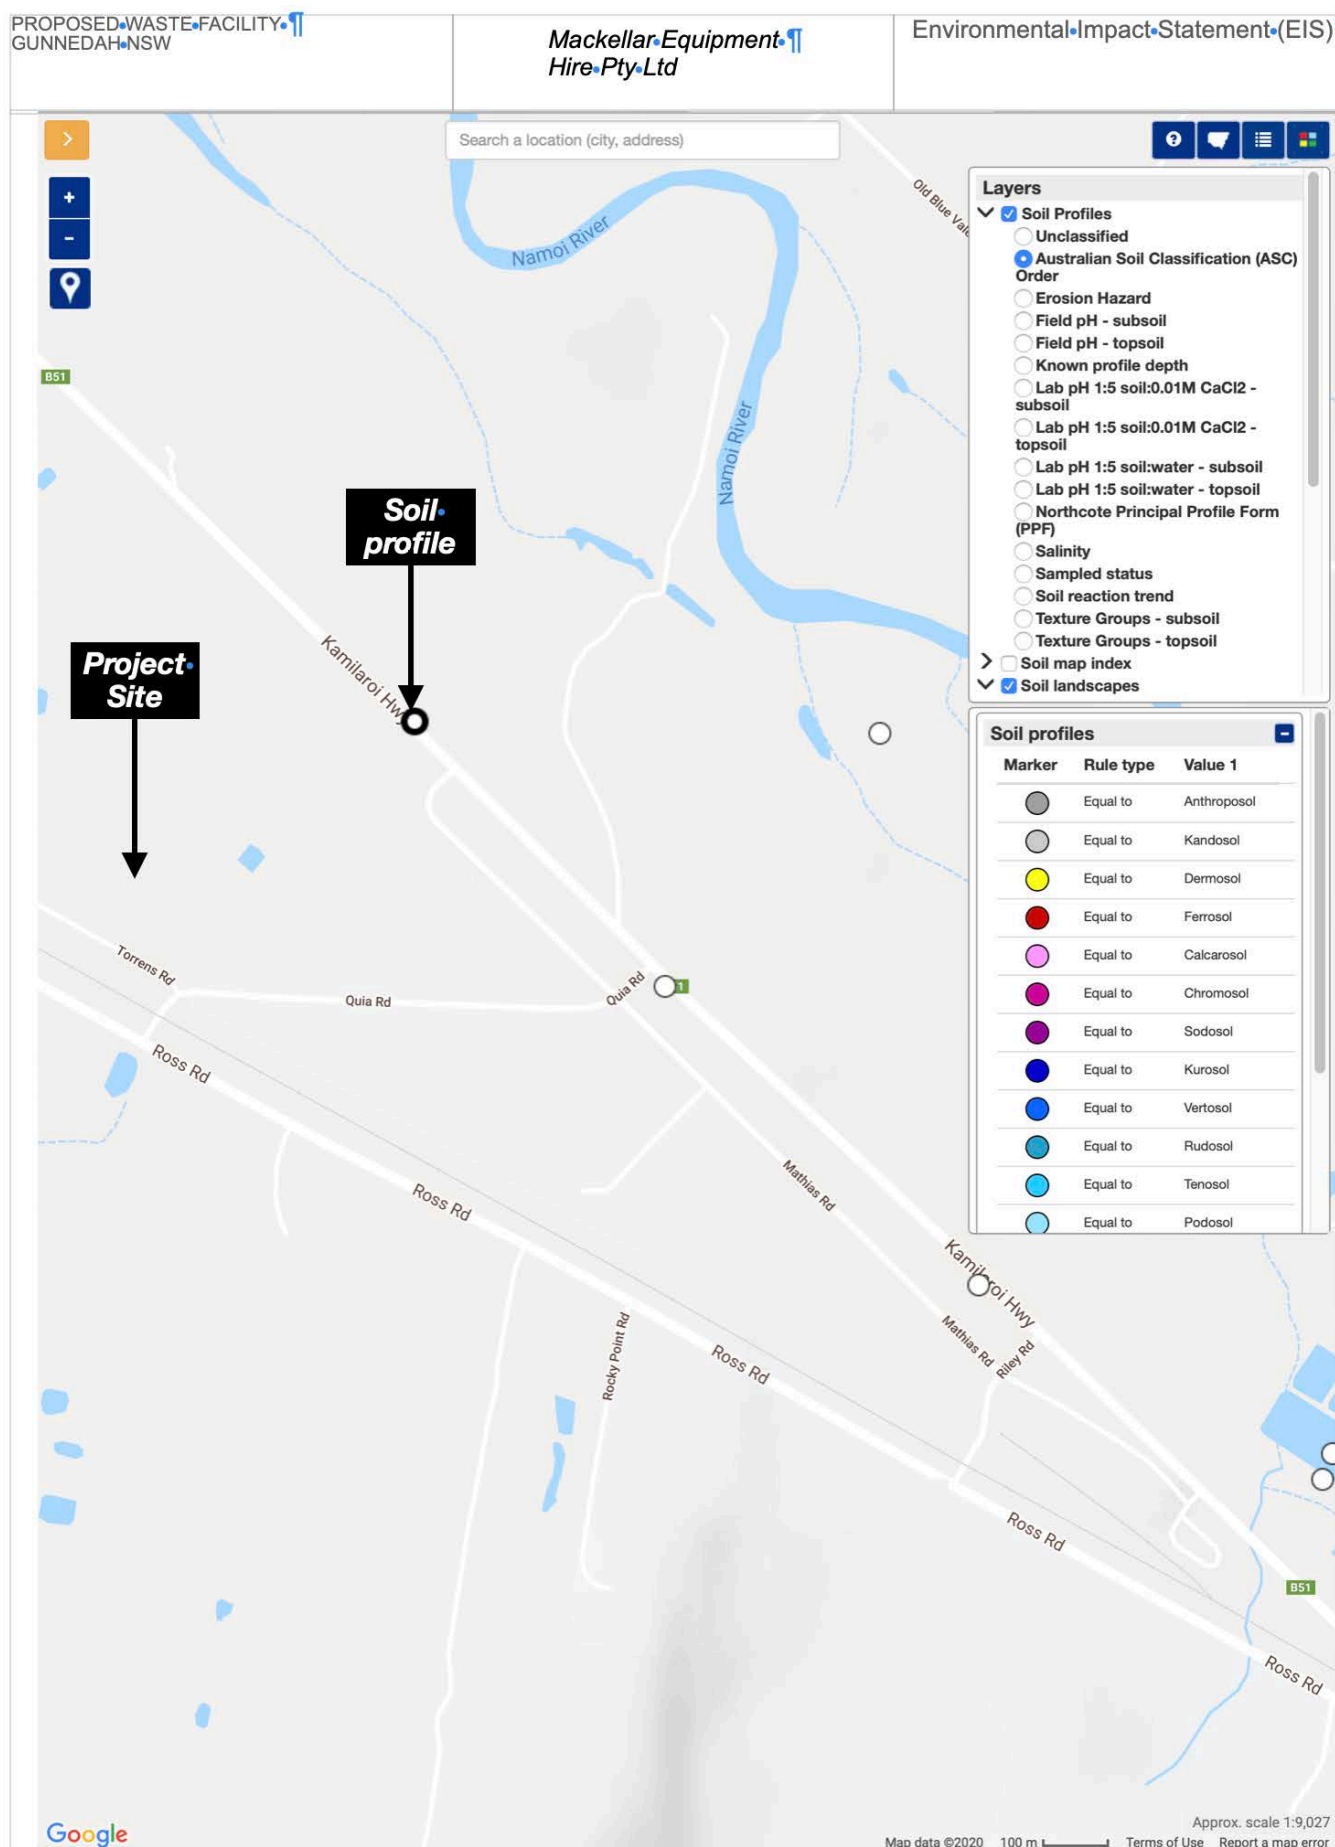 PROPOSED•WASTE•FACILITY•¶
GUNNEDAH•NSW
Mackellar•Equipment•¶
Hire•Pty•Ltd
Environmental•Impact•Statement•(EIS)
Search a location (city, address)
Old Blue Vale
Namoi River
Namoi River
B51
Layers
Soil Profiles
Unclassified
Australian Soil Classification (ASC)
Order
Erosion Hazard
Field pH - subsoil
Field pH - topsoil
Known profile depth
Lab pH 1:5 soil:0.01M CaCl2 -
subsoil
Lab pH 1:5 soil:0.01M CaCl2 -
topsoil
Lab pH 1:5 soil:water - subsoil
Lab pH 1:5 soil:water - topsoil
Northcote Principal Profile Form
(PPF)
Salinity
Sampled status
Soil reaction trend
Texture Groups - subsoil
Texture Groups - topsoil
Soil map index
Soil landscapes
Soil•
profile
Project•
Site
Kamilaroi Hwy
Soil profiles
Marker Rule type Value 1
Equal to Anthroposol
Equal to Kandosol
Equal to Dermosol
Equal to Ferrosol
Equal to Calcarosol
Equal to Chromosol
Equal to Sodosol
Equal to Kurosol
Equal to Vertosol
Equal to Rudosol
Equal to Tenosol
Equal to Podosol
Torrens Rd
Quia Rd
Quia Rd
1
Ross Rd
Ross Rd
Mathias Rd
Kamilaroi Hwy
Mathias Rd
Riley Rd
Rocky Point Rd
Ross Rd
Ross Rd
B51
Ross Rd
Approx. scale 1:9,027
Google
Map data ©2020 100 m Terms of Use Report a map error